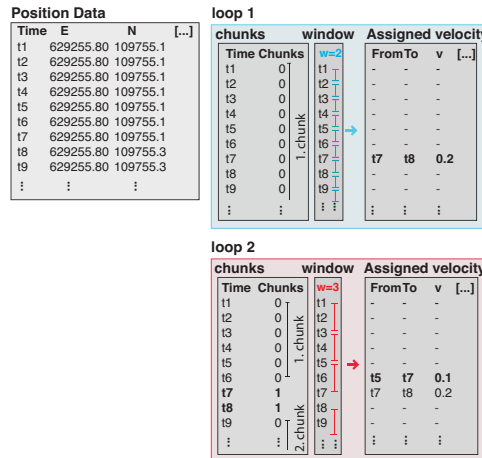 Position Data
Time E N [...]
t1 629255.80 109755.1
t2 629255.80 109755.1
t3 629255.80 109755.1
t4 629255.80 109755.1
t5 629255.80 109755.1
t6 629255.80 109755.1
t7 629255.80 109755.1
t8 629255.80 109755.3
t9 629255.80 109755.3
⋮ ⋮ ⋮
loop 1
chunks window Assigned velocity
Time Chunks w=2 From To v [...]
t1 0 t1 - - -
t2 0 t2 - - -
t3 0 t3 - - -
t4 0 t4 - - -
t5 0 t5 - - -
t6 0 t6 - - -
t7 0 t7 t7 t8 0.2
t8 0 t8 - - -
t9 0 t9 - - -
⋮ ⋮ ⋮ ⋮ ⋮ ⋮ ⋮
1. chunk
loop 2
chunks window Assigned velocity
Time Chunks w=3 From To v [...]
t1 0 t1 - - -
t2 0 t2 - - -
t3 0 t3 - - -
t4 0 t4 - - -
t5 0 t5 - - -
t6 0 t6 t5 t7 0.1
t7 1 t7 t7 t8 0.2
t8 1 t8 - - -
t9 0 t9 - - -
⋮ ⋮ ⋮ ⋮ ⋮ ⋮ ⋮
1. chunk
2. chunk